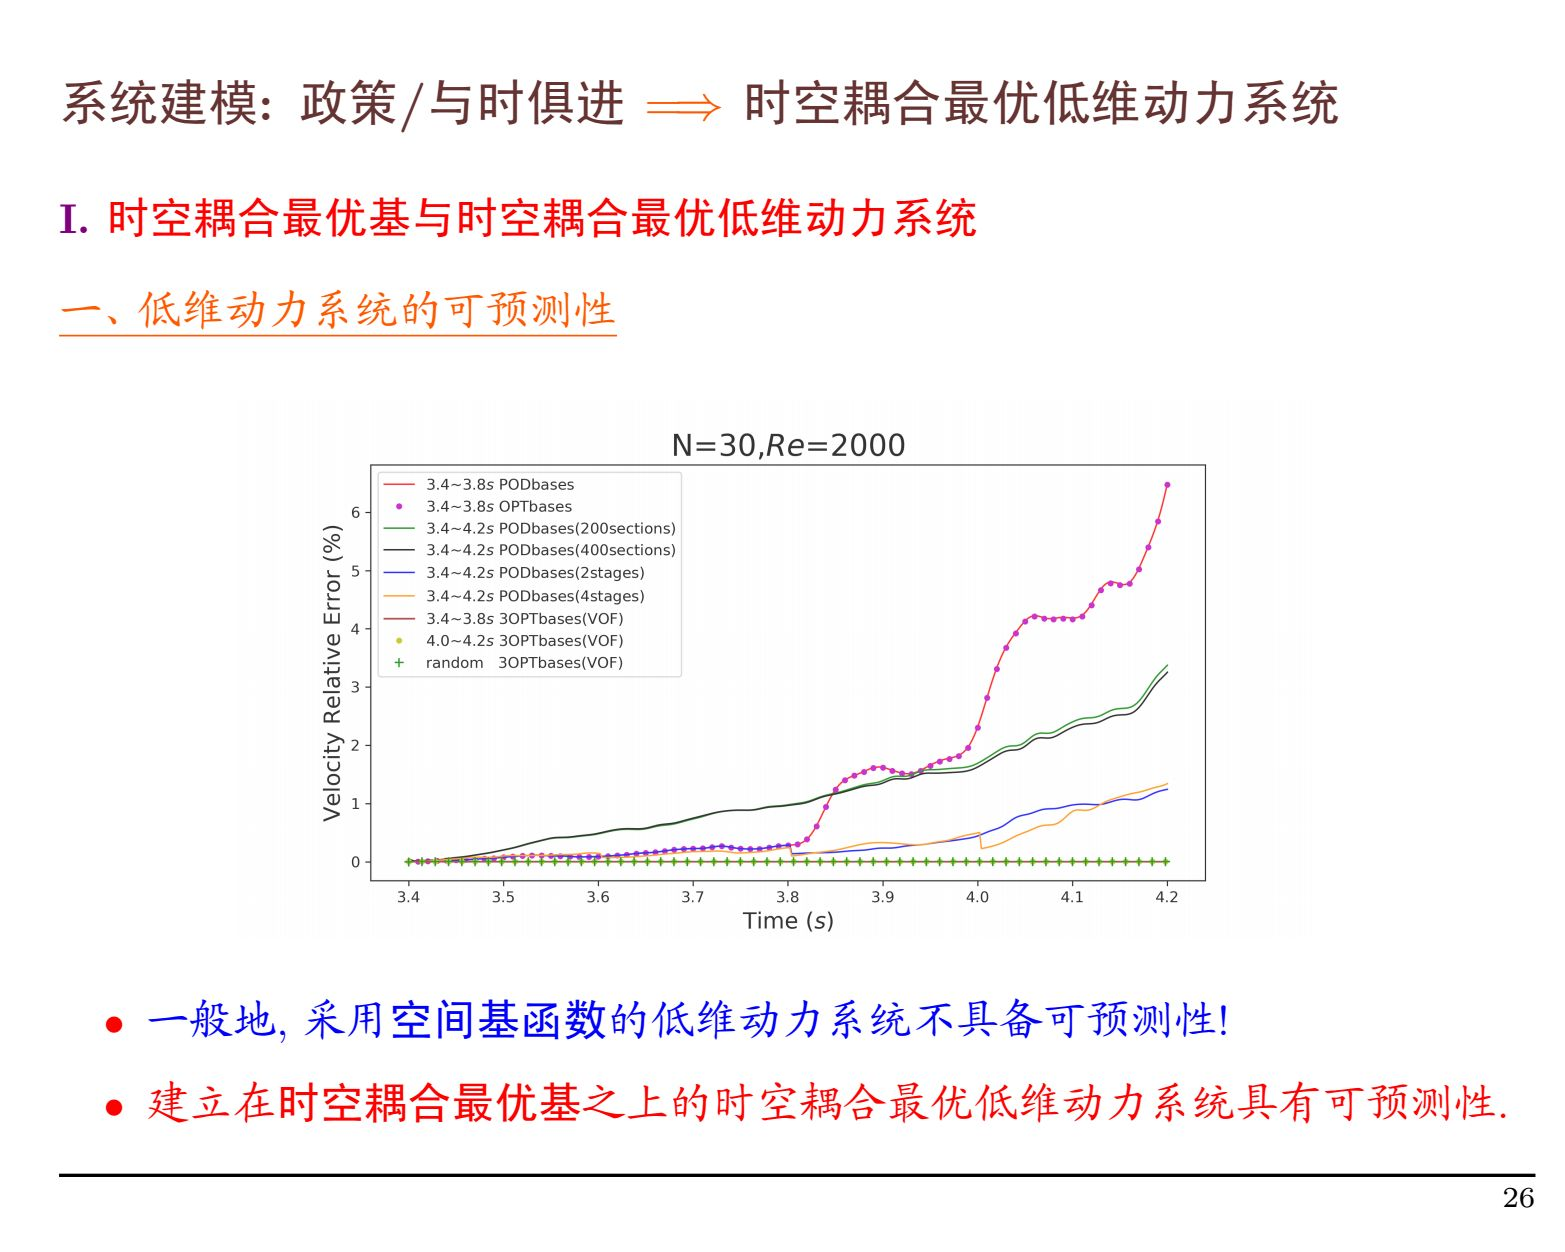 系统建模: 政策/与时俱进 ⟹ 时空耦合最优低维动力系统
I. 时空耦合最优基与时空耦合最优低维动力系统
一、低维动力系统的可预测性
N=30,Re=2000
3.4~3.8s PODbases
3.4~3.8s OPTbases
3.4~4.2s PODbases(200sections)
3.4~4.2s PODbases(400sections)
3.4~4.2s PODbases(2stages)
3.4~4.2s PODbases(4stages)
3.4~3.8s 3OPTbases(VOF)
4.0~4.2s 3OPTbases(VOF)
random 3OPTbases(VOF)
Velocity Relative Error (%)
6
5
4
3
2
1
0
3.4 3.5 3.6 3.7 3.8 3.9 4.0 4.1 4.2
Time (s)
• 一般地, 采用空间基函数的低维动力系统不具备可预测性!
• 建立在时空耦合最优基之上的时空耦合最优低维动力系统具有可预测性.
26